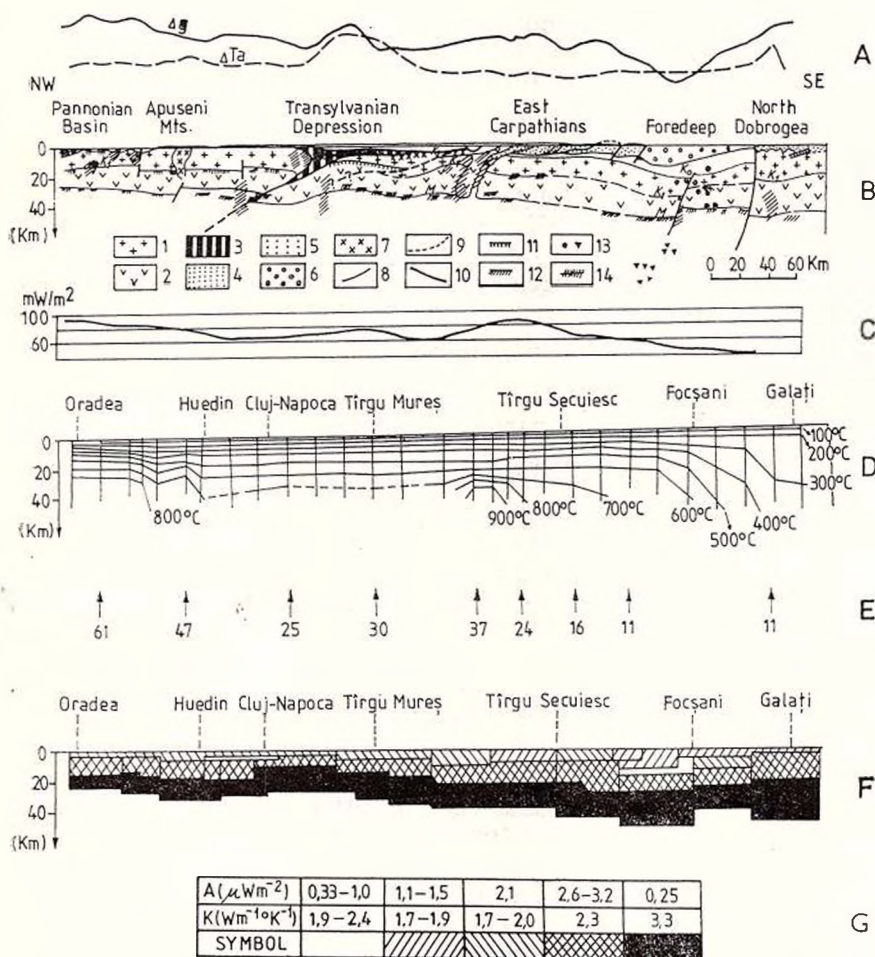 Δg
ΔTa
A
NW
SE
Pannonian Basin
Apuseni Mts.
Transylvanian Depression
East Carpathians
Foredeep
North Dobrogea
0
20
40
(Km)
B
M
M
1 3 5 7 9 11 13
2 4 6 8 10 12 14
0 20 40 60 Km
mW/m²
100
60
C
Oradea Huedin Cluj-Napoca Tîrgu Mureș Tîrgu Secuiesc Focșani Galați
0
20
40
(Km)
100°C
200°C
300°C
400°C
500°C
600°C
700°C
800°C
900°C
800°C
D
61 47 25 30 37 24 16 11 11
E
Oradea Huedin Cluj-Napoca Tîrgu Mureș Tîrgu Secuiesc Focșani Galați
0
20
40
(Km)
F
A(μWm⁻²) 0,33–1,0 1,1–1,5 2,1 2,6–3,2 0,25
K(Wm⁻¹°K⁻¹) 1,9–2,4 1,7–1,9 1,7–2,0 2,3 3,3
SYMBOL
G